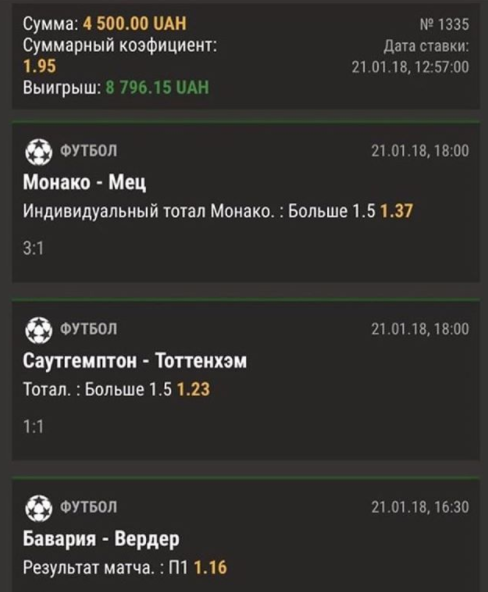 Сумма: 4 500.00 UAH
№ 1335
Суммарный коэфициент:
Дата ставки:
1.95
21.01.18, 12:57:00
Выигрыш: 8 796.15 UAH
ФУТБОЛ
21.01.18, 18:00
Монако - Мец
Индивидуальный тотал Монако. : Больше 1.5 1.37
3:1
ФУТБОЛ
21.01.18, 18:00
Саутгемптон - Тоттенхэм
Тотал. : Больше 1.5 1.23
1:1
ФУТБОЛ
21.01.18, 16:30
Бавария - Вердер
Результат матча. : П1 1.16